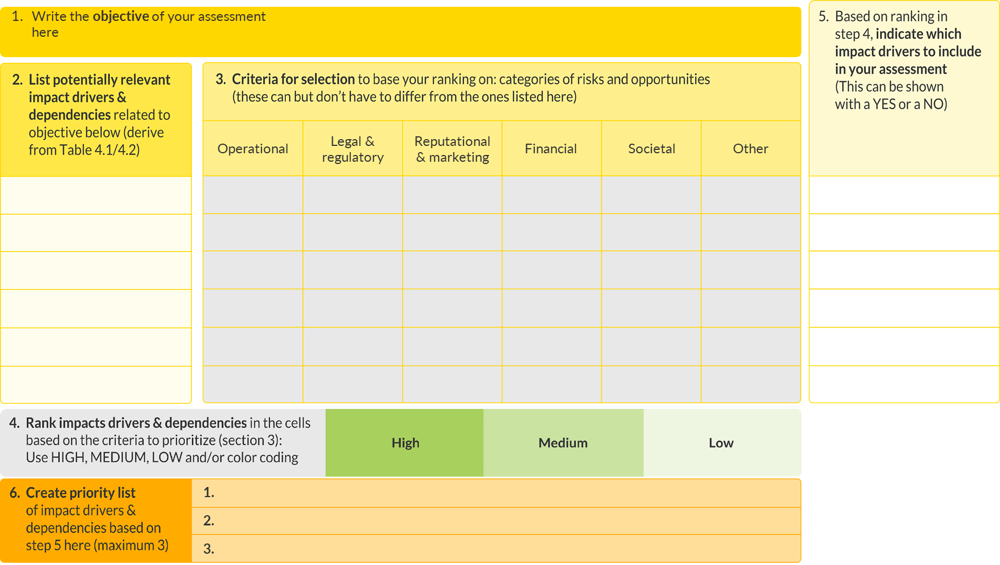 1. Write the objective of your assessment
here
2. List potentially relevant
impact drivers &
dependencies related to
objective below (derive
from Table 4.1/4.2)
3. Criteria for selection to base your ranking on: categories of risks and opportunities
(these can but don’t have to differ from the ones listed here)
Operational
Legal &
regulatory
Reputational
& marketing
Financial
Societal
Other
5. Based on ranking in
step 4, indicate which
impact drivers to include
in your assessment
(This can be shown
with a YES or a NO)
4. Rank impacts drivers & dependencies in the cells
based on the criteria to prioritize (section 3):
Use HIGH, MEDIUM, LOW and/or color coding
High
Medium
Low
6. Create priority list
of impact drivers &
dependencies based on
step 5 here (maximum 3)
1.
2.
3.